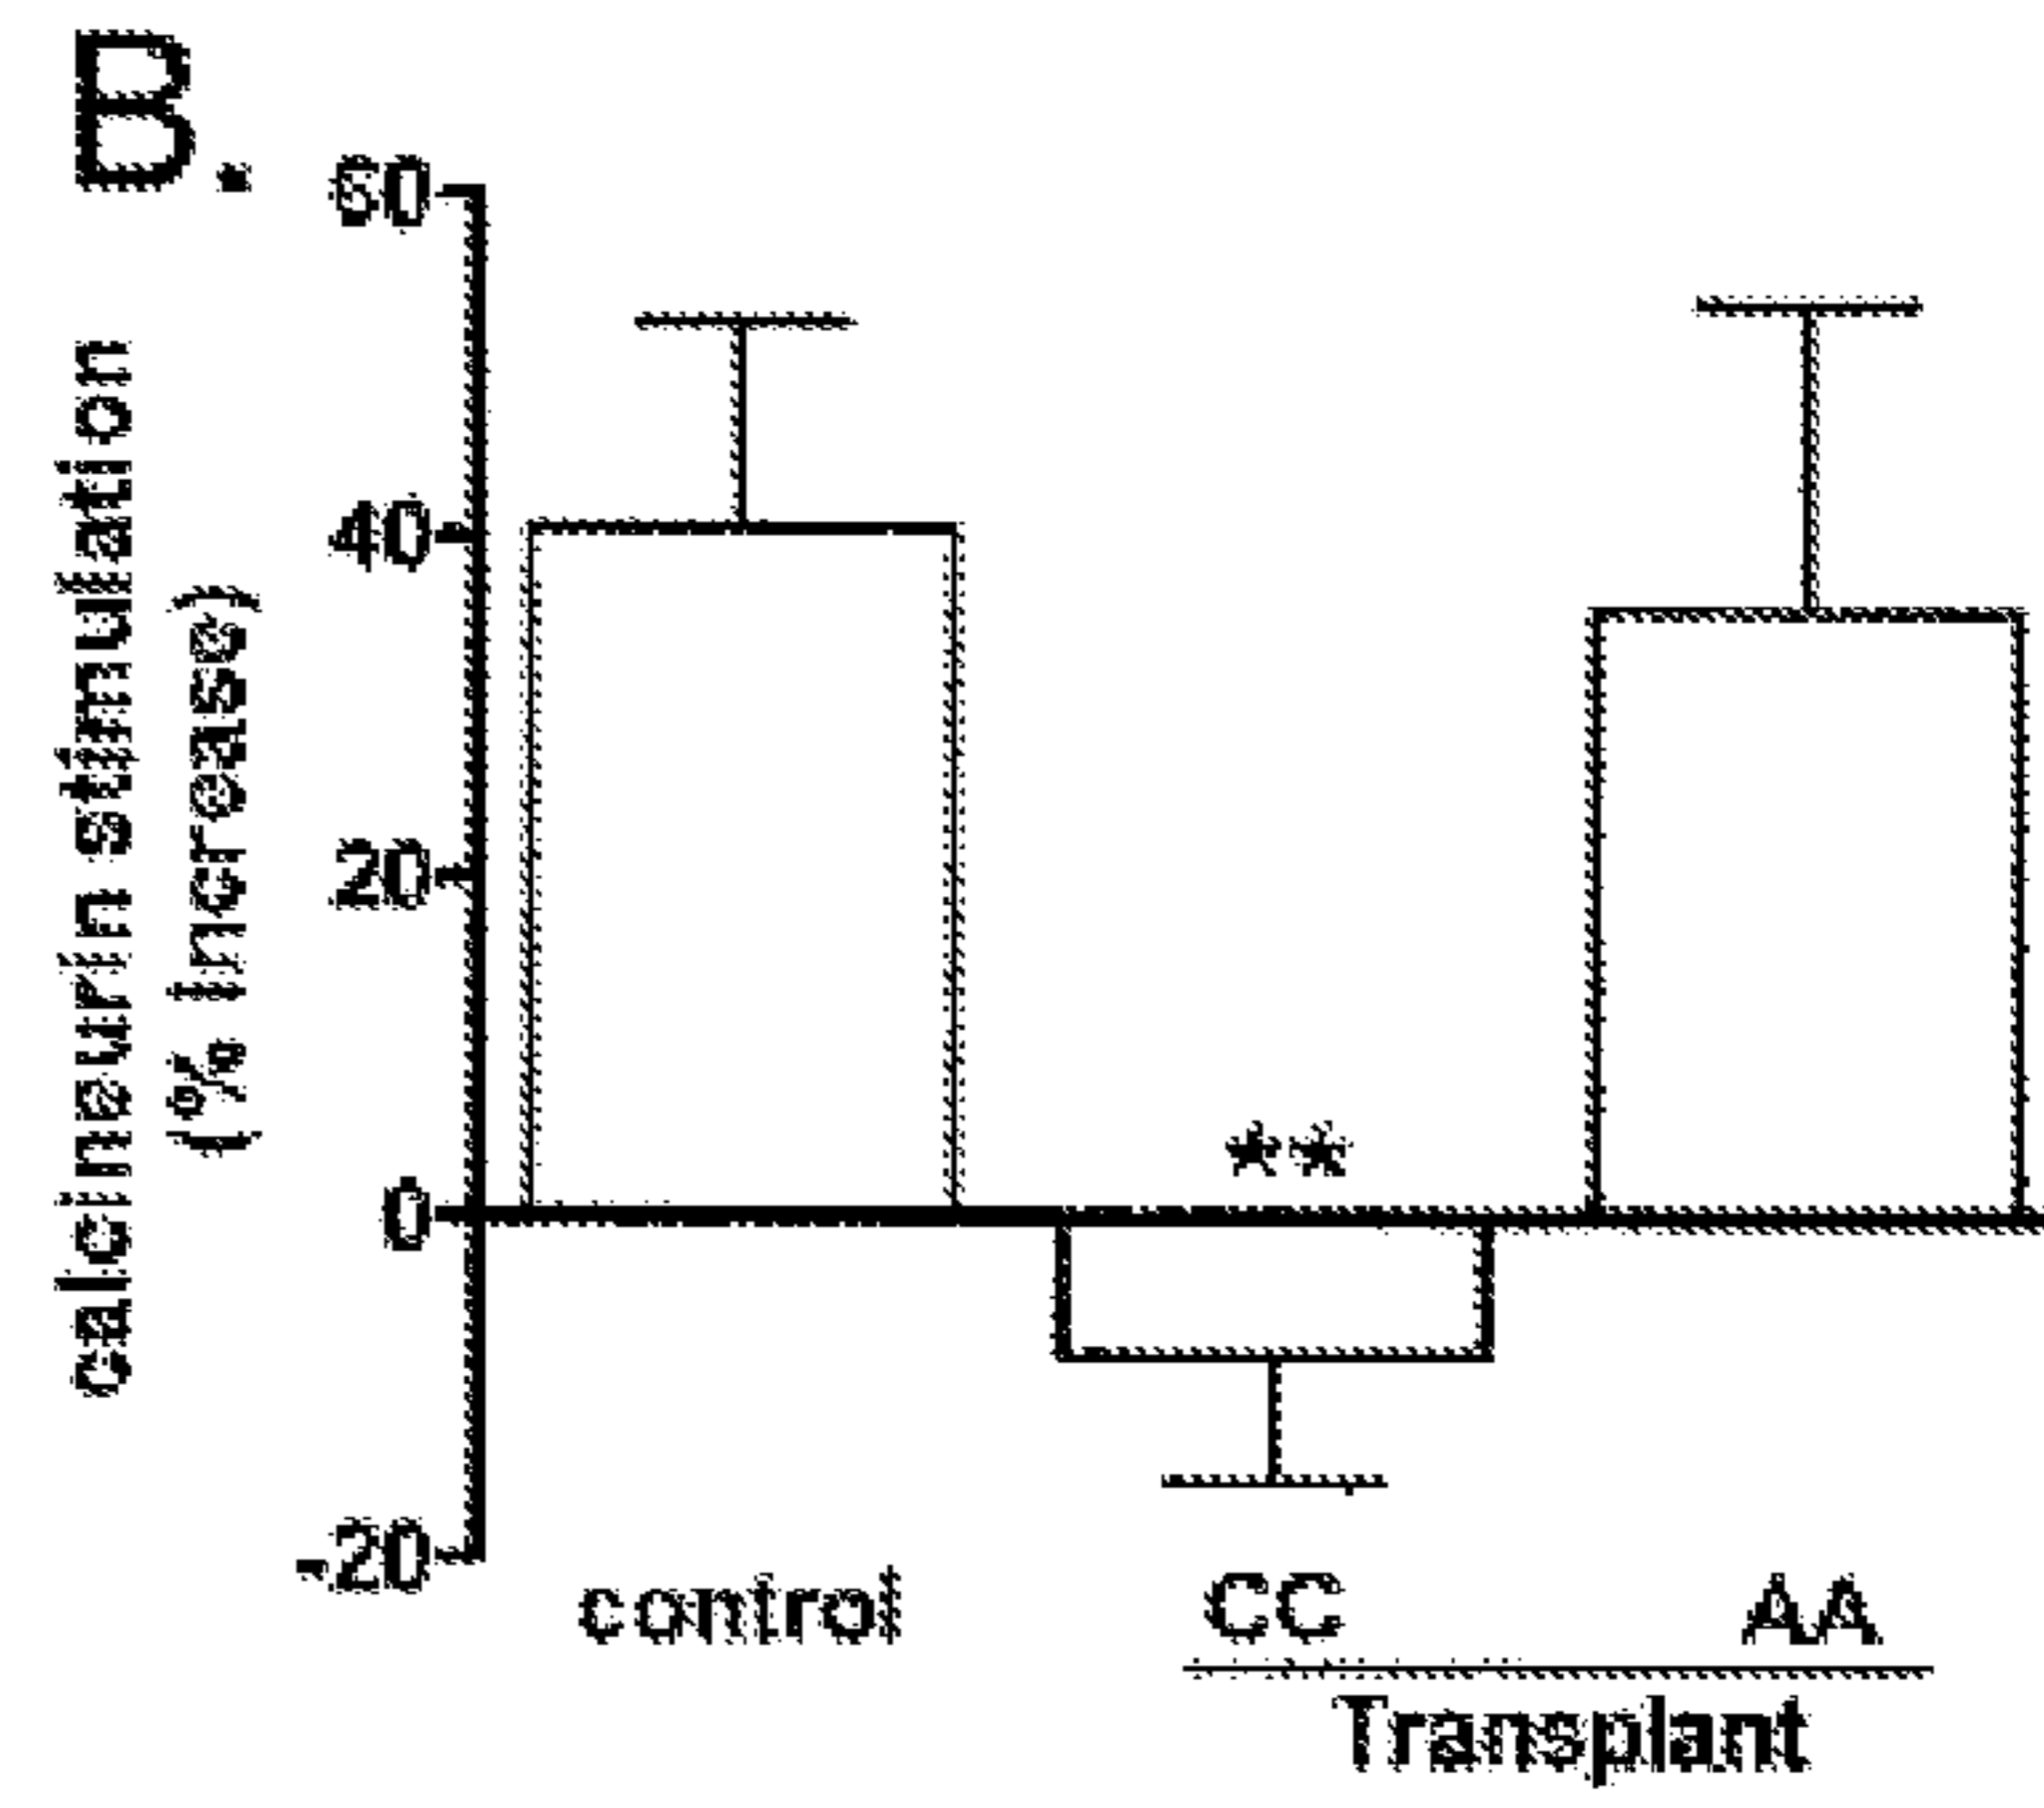 B.
calcineurin stimulation
(% increase)
60
40
20
0
-20
**
control CC AA
Transplant